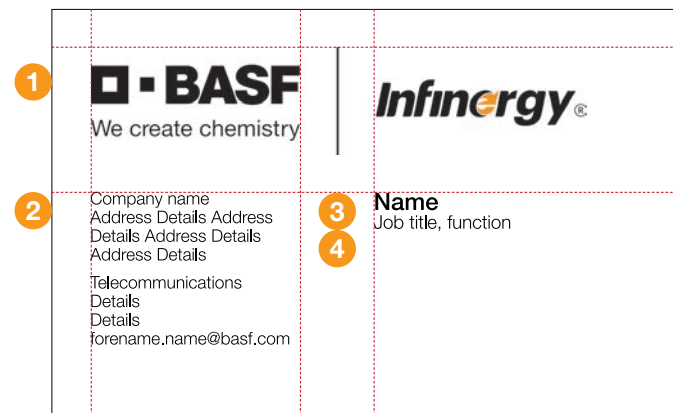 1
BASF
We create chemistry
Infinergy®
2
Company name
Address Details Address
Details Address Details
Address Details
Telecommunications
Details
Details
forename.name@basf.com
3
Name
4
Job title, function